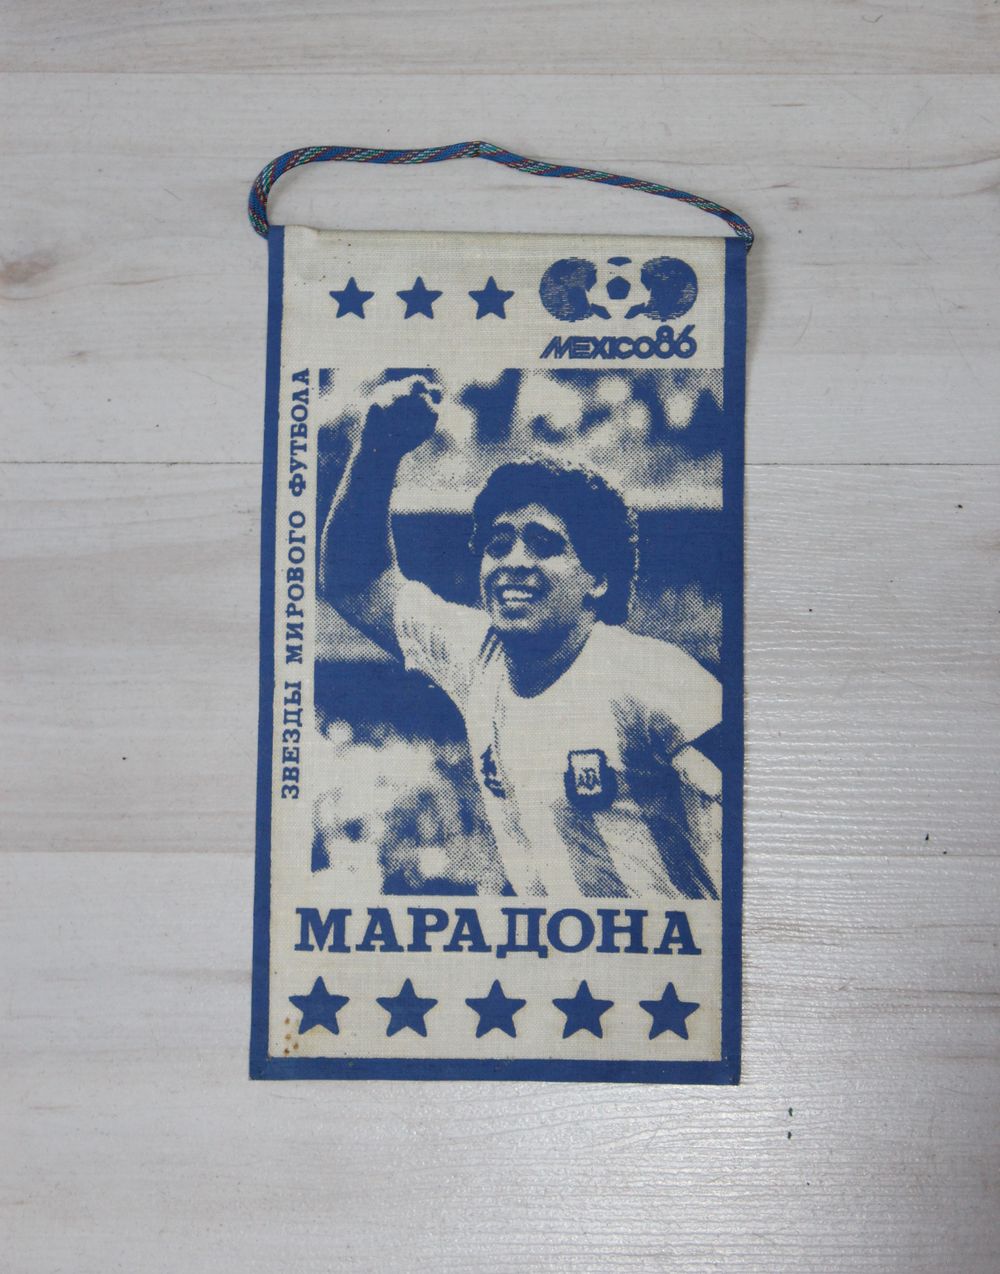 MEXICO86
ЗВЕЗДЫ МИРОВОГО ФУТБОЛА
МАРАДОНА